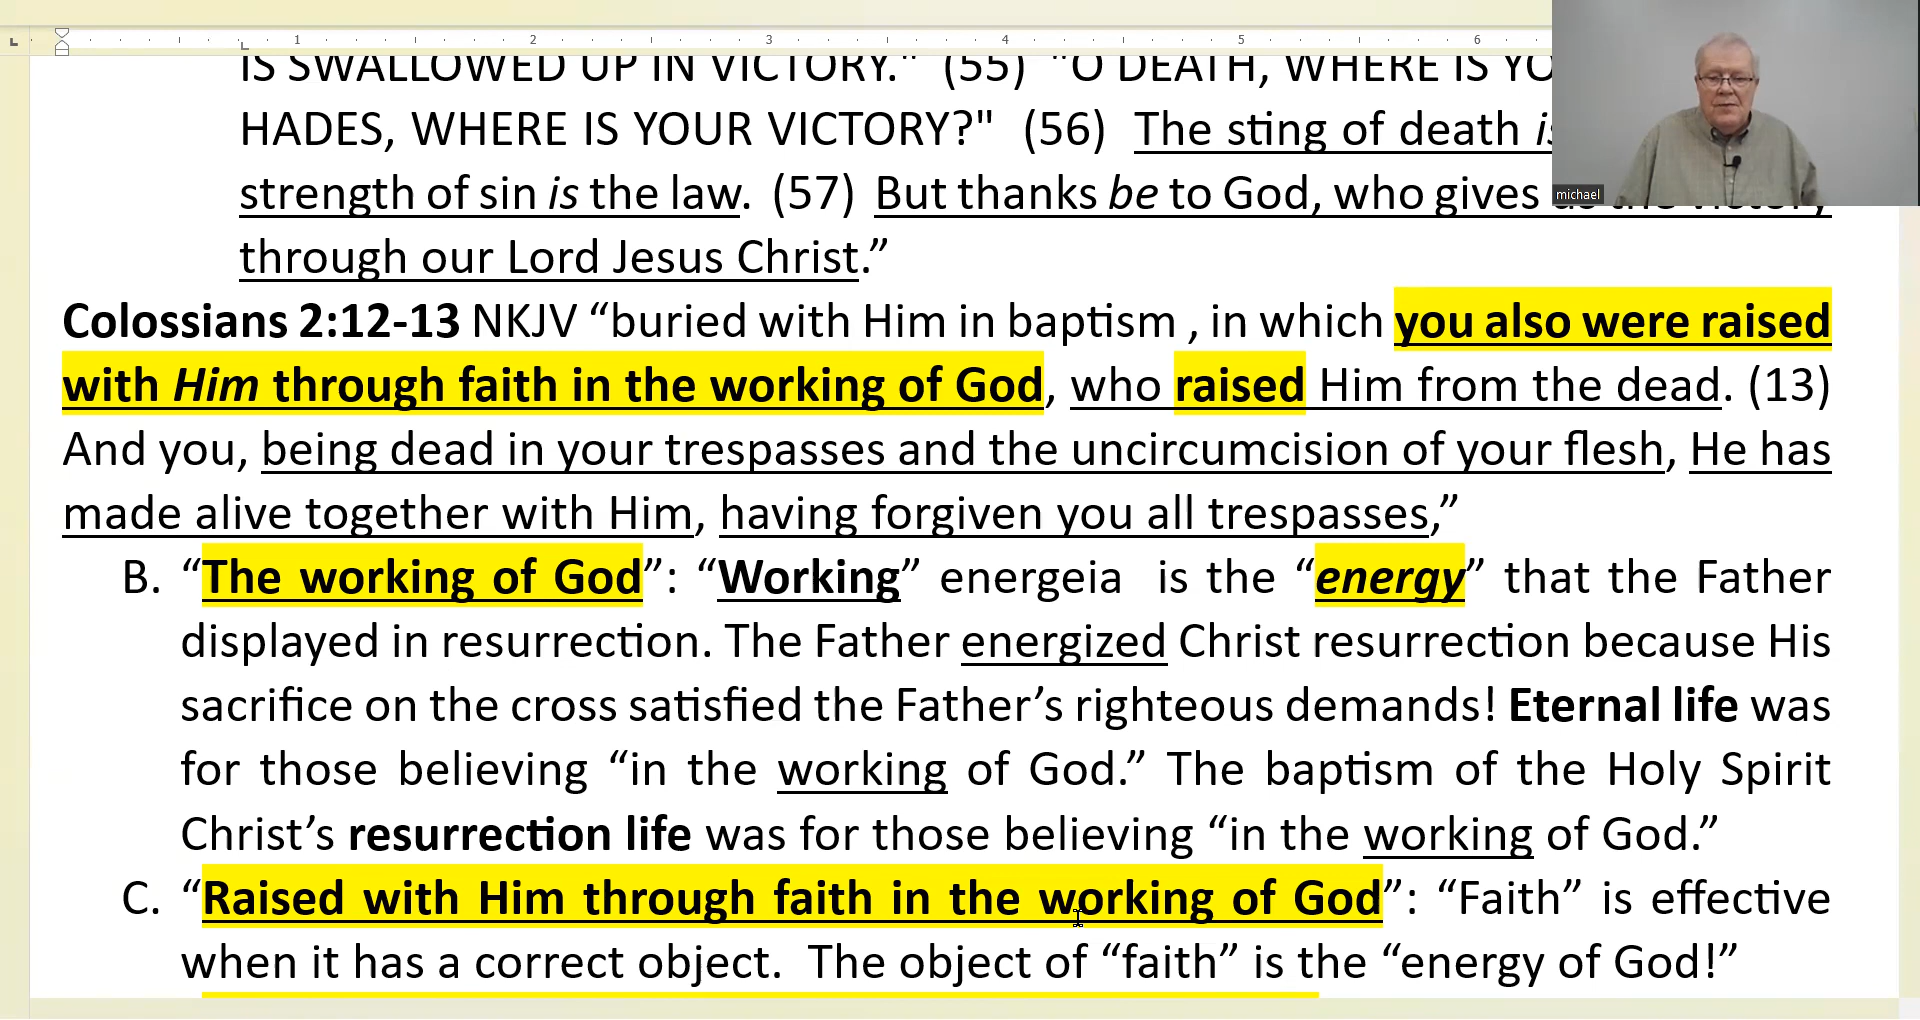 1 2 3 4 5 6
IS SWALLOWED UP IN VICTORY." (55) "O DEATH, WHERE IS
HADES, WHERE IS YOUR VICTORY?" (56) The sting of death
strength of sin is the law. (57) But thanks be to God, who gives
through our Lord Jesus Christ.”
Colossians 2:12-13 NKJV “buried with Him in baptism , in which you also were raised
with Him through faith in the working of God, who raised Him from the dead. (13)
And you, being dead in your trespasses and the uncircumcision of your flesh, He has
made alive together with Him, having forgiven you all trespasses,”
B. “The working of God”: “Working” energeia is the “energy” that the Father
displayed in resurrection. The Father energized Christ resurrection because His
sacrifice on the cross satisfied the Father’s righteous demands! Eternal life was
for those believing “in the working of God.” The baptism of the Holy Spirit
Christ’s resurrection life was for those believing “in the working of God.”
C. “Raised with Him through faith in the working of God”: “Faith” is effective
when it has a correct object. The object of “faith” is the “energy of God!”
michael